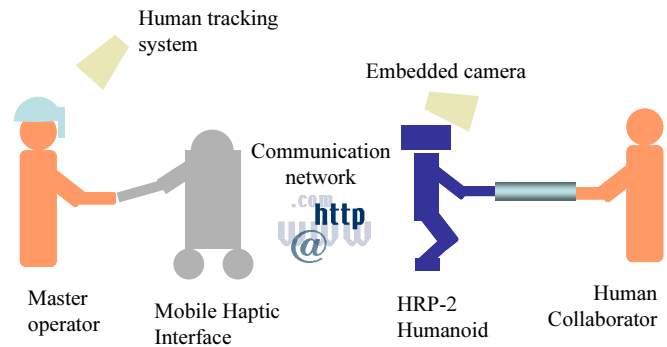 Human tracking
system
Embedded camera
Communication
network
.com
http
www
@
Master
operator
Mobile Haptic
Interface
HRP-2
Humanoid
Human
Collaborator